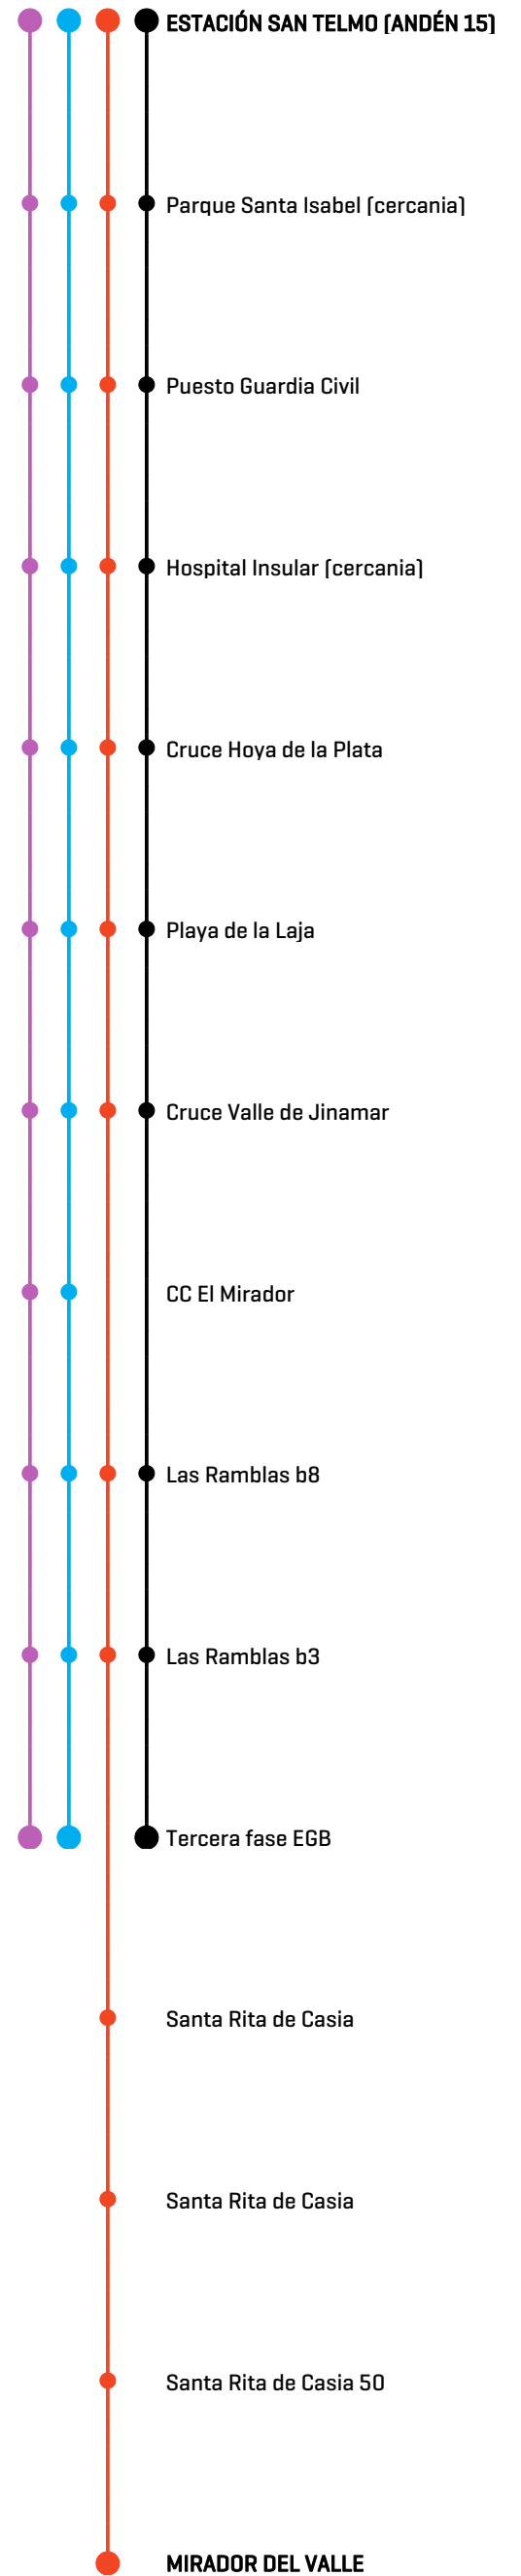 ESTACIÓN SAN TELMO (ANDÉN 15)
Parque Santa Isabel (cercania)
Puesto Guardia Civil
Hospital Insular (cercania)
Cruce Hoya de la Plata
Playa de la Laja
Cruce Valle de Jinamar
CC El Mirador
Las Ramblas b8
Las Ramblas b3
Tercera fase EGB
Santa Rita de Casia
Santa Rita de Casia
Santa Rita de Casia 50
MIRADOR DEL VALLE